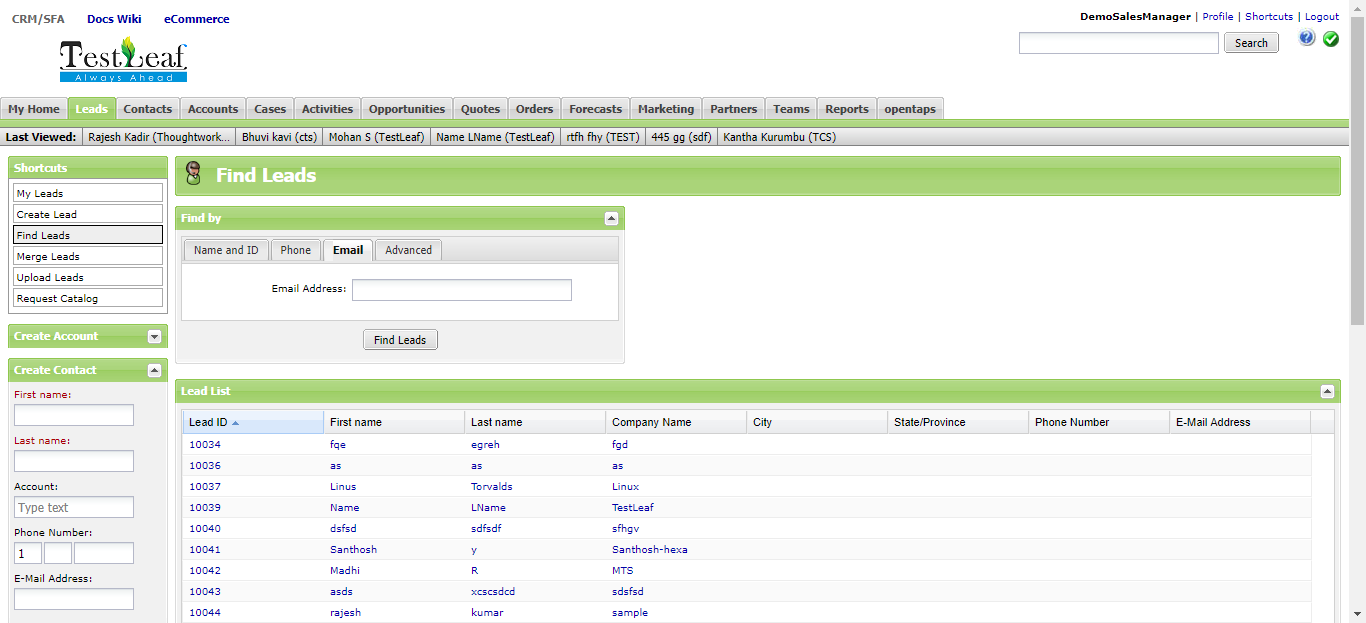 CRM/SFA Docs Wiki eCommerce
DemoSalesManager | Profile | Shortcuts | Logout
Search
TestLeaf
Always Ahead
My Home Leads Contacts Accounts Cases Activities Opportunities Quotes Orders Forecasts Marketing Partners Teams Reports opentaps
Last Viewed: Rajesh Kadir (Thoughtwork... Bhuvi kavi (cts) Mohan S (TestLeaf) Name LName (TestLeaf) rtfh fhy (TEST) 445 gg (sdf) Kantha Kurumbu (TCS)
Shortcuts
My Leads
Create Lead
Find Leads
Merge Leads
Upload Leads
Request Catalog
Create Account
Create Contact
First name:
Last name:
Account:
Type text
Phone Number:
1
E-Mail Address:
Find Leads
Find by
Name and ID Phone Email Advanced
Email Address:
Find Leads
Lead List
Lead ID First name Last name Company Name City State/Province Phone Number E-Mail Address
10034 fqe egreh fgd
10036 as as as
10037 Linus Torvalds Linux
10039 Name LName TestLeaf
10040 dsfsd sdfsdf sfhgv
10041 Santhosh y Santhosh-hexa
10042 Madhi R MTS
10043 asds xcscsdcd sdsfsd
10044 rajesh kumar sample